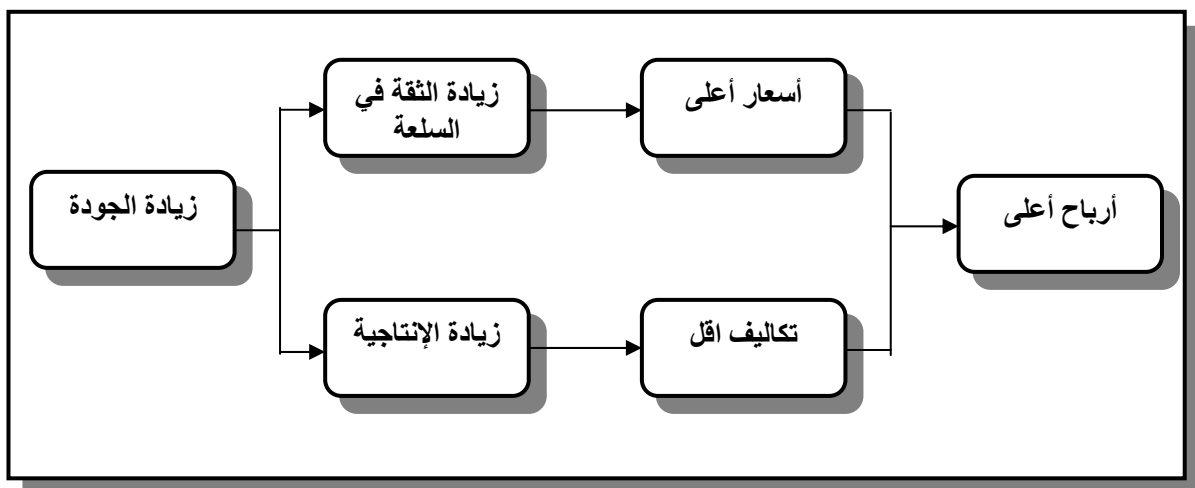 زيادة الجودة
زيادة الثقة في
السلعة
أسعار أعلى
زيادة الإنتاجية
تكاليف اقل
أرباح أعلى